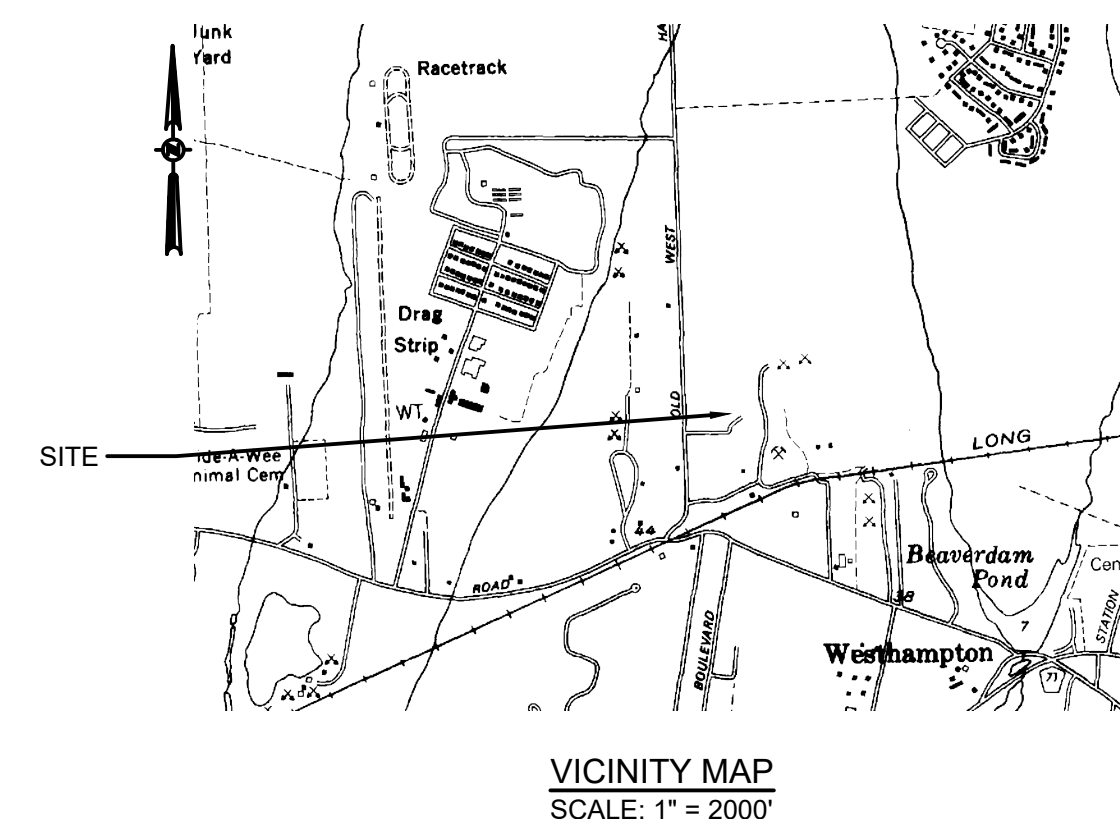 Junk
Yard
Racetrack
HA
N
WEST
Drag
Strip
OLD
WT
SITE
LONG
ide-A-Wee
nimal Cem
44
ROAD
Beaverdam
Pond
Cen
38
7
STATION
BOULEVARD
Westhampton
71
VICINITY MAP
SCALE: 1" = 2000'